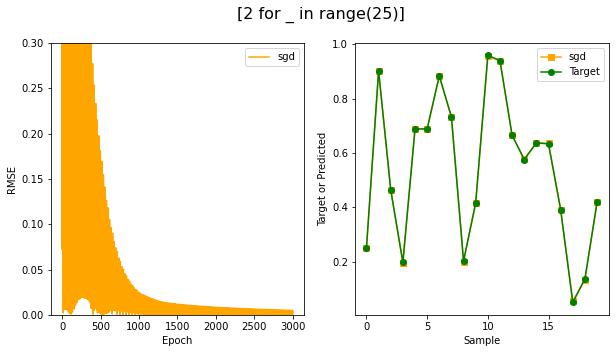 [2 for _ in range(25)]
0.30
0.25
0.20
0.15
0.10
0.05
0.00
RMSE
0
500
1000
1500
2000
2500
3000
Epoch
sgd
1.0
0.8
0.6
0.4
0.2
Target or Predicted
0
5
10
15
Sample
sgd
Target